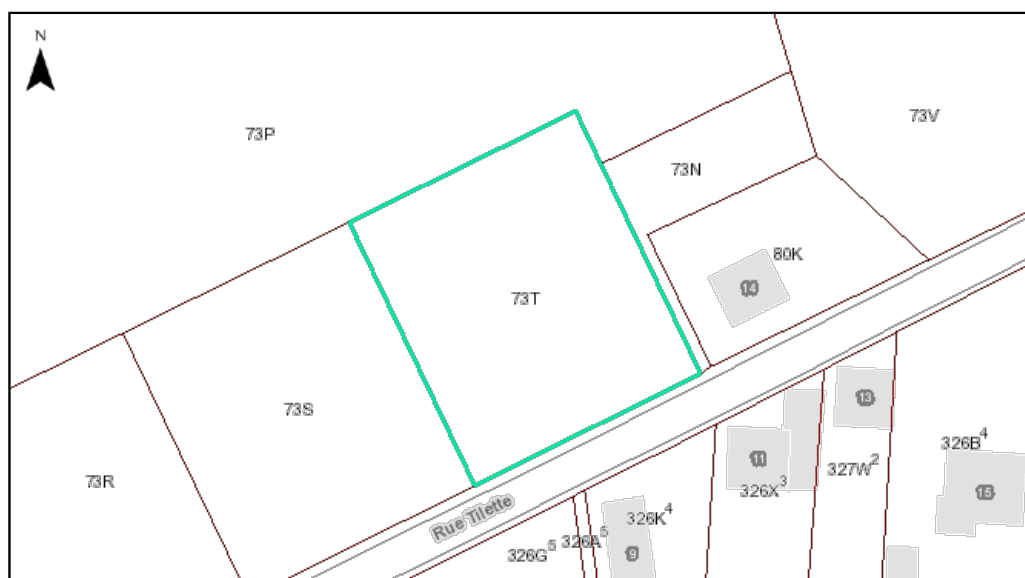 N
73P
73V
73N
80K
14
73T
73S
13
326B⁴
11
327W²
73R
326X³
15
Rue Tilette
326K⁴
326A⁵
326G⁵
9